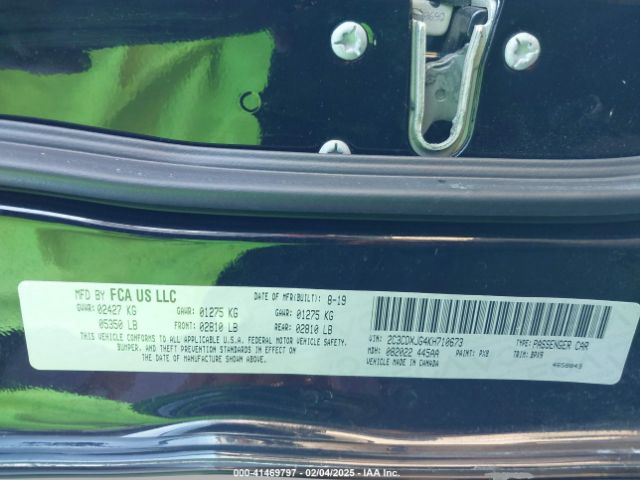 MFD BY FCA US LLC
DATE OF MFR(BUILT): 8-19
GVWR: 02427 KG
GAWR: 01275 KG
GAWR: 01275 KG
05350 LB
FRONT: 02810 LB
REAR: 02810 LB
THIS VEHICLE CONFORMS TO ALL APPLICABLE U.S.A. FEDERAL MOTOR VEHICLE SAFETY,
BUMPER, AND THEFT PREVENTION STANDARDS IN EFFECT ON THE
DATE OF MANUFACTURE SHOWN ABOVE.
VIN: 2C3CDXJG4KH710673
TYPE: PASSENGER CAR
MDH: 082022 445AA
PAINT: PX8
TRIM: BPX9
VEHICLE MADE IN CANADA
4658043
000-41469797 - 02/04/2025 - IAA Inc.